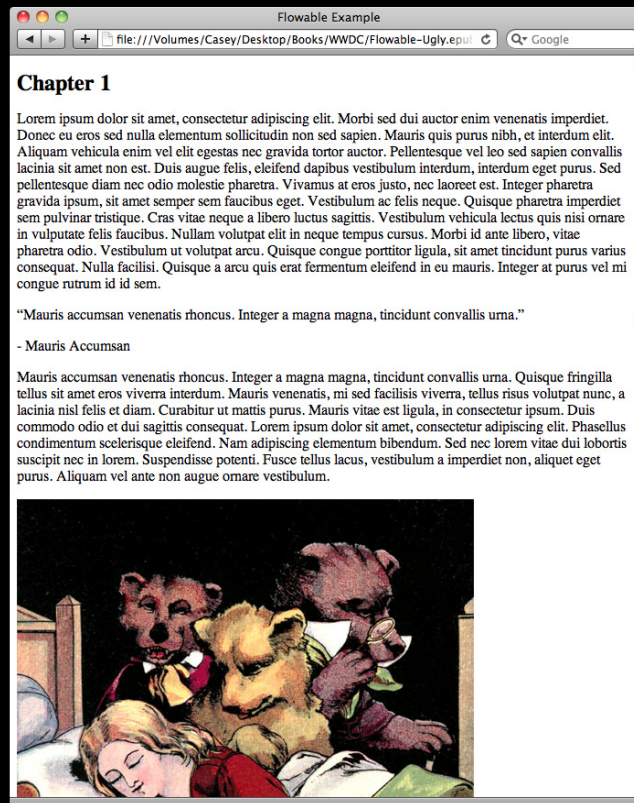 Flowable Example
file:///Volumes/Casey/Desktop/Books/WWDC/Flowable-Ugly.epu
Google
Chapter 1
Lorem ipsum dolor sit amet, consectetur adipiscing elit. Morbi sed dui auctor enim venenatis imperdiet.
Donec eu eros sed nulla elementum sollicitudin non sed sapien. Mauris quis purus nibh, et interdum elit.
Aliquam vehicula enim vel elit egestas nec gravida tortor auctor. Pellentesque vel leo sed sapien convallis
lacinia sit amet non est. Duis augue felis, eleifend dapibus vestibulum interdum, interdum eget purus. Sed
pellentesque diam nec odio molestie pharetra. Vivamus at eros justo, nec laoreet est. Integer pharetra
gravida ipsum, sit amet semper sem faucibus eget. Vestibulum ac felis neque. Quisque pharetra imperdiet
sem pulvinar tristique. Cras vitae neque a libero luctus sagittis. Vestibulum vehicula lectus quis nisi ornare
in vulputate felis faucibus. Nullam volutpat elit in neque tempus cursus. Morbi id ante libero, vitae
pharetra odio. Vestibulum ut volutpat arcu. Quisque congue porttitor ligula, sit amet tincidunt purus varius
consequat. Nulla facilisi. Quisque a arcu quis erat fermentum eleifend in eu mauris. Integer at purus vel mi
congue rutrum id id sem.
“Mauris accumsan venenatis rhoncus. Integer a magna magna, tincidunt convallis urna.”
- Mauris Accumsan
Mauris accumsan venenatis rhoncus. Integer a magna magna, tincidunt convallis urna. Quisque fringilla
tellus sit amet eros viverra interdum. Mauris venenatis, mi sed facilisis viverra, tellus risus volutpat nunc, a
lacinia nisl felis et diam. Curabitur ut mattis purus. Mauris vitae est ligula, in consectetur ipsum. Duis
commodo odio et dui sagittis consequat. Lorem ipsum dolor sit amet, consectetur adipiscing elit. Phasellus
condimentum scelerisque eleifend. Nam adipiscing elementum bibendum. Sed nec lorem vitae dui lobortis
suscipit nec in lorem. Suspendisse potenti. Fusce tellus lacus, vestibulum a imperdiet non, aliquet eget
purus. Aliquam vel ante non augue ornare vestibulum.